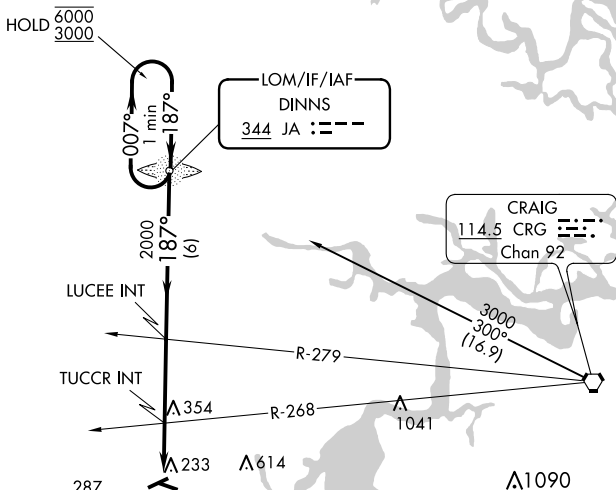 HOLD 6000
3000
LOM/IF/IAF
DINNS
344 JA
007°
1 min
187°
2000
187°
(6)
CRAIG
114.5 CRG
Chan 92
3000
300°
(16.9)
LUCEE INT
R-279
TUCCR INT
354
R-268
1041
233
614
287
1090